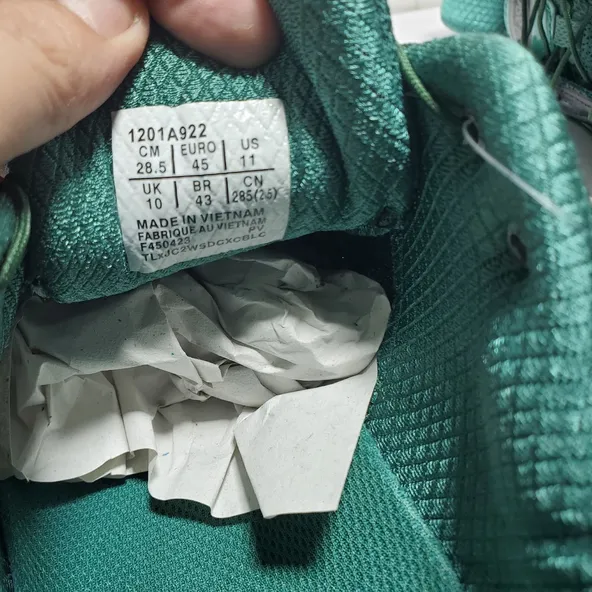 1201A922
CM EURO US
28.5 45 11
UK BR CN
10 43 285(2.5)
MADE IN VIETNAM
FABRIQUE AU VIETNAM
F450423 PV